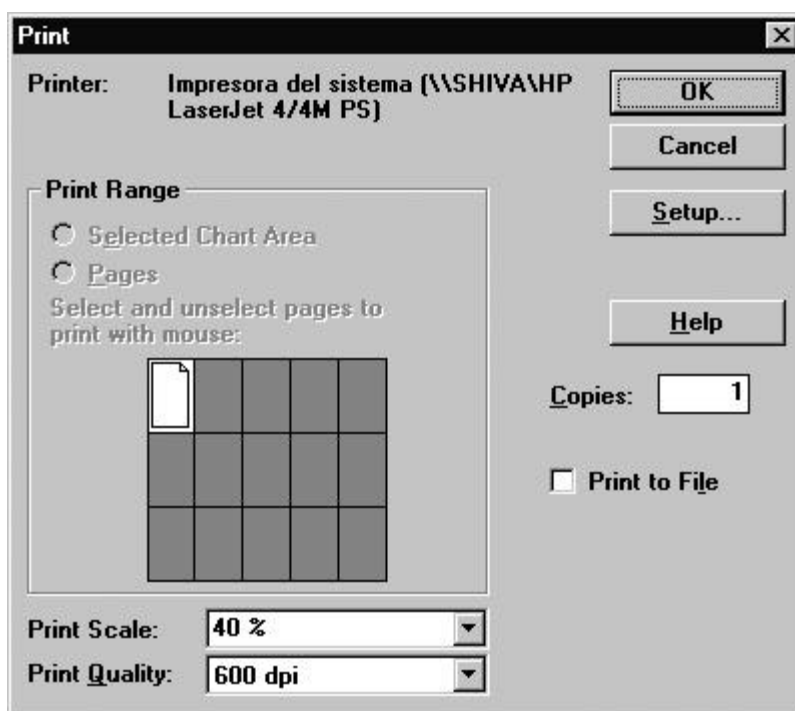 Print
Printer: Impresora del sistema (\\SHIVA\HP
LaserJet 4/4M PS)
OK
Cancel
Setup...
Help
Print Range
Selected Chart Area
Pages
Select and unselect pages to
print with mouse:
Copies: 1
Print to File
Print Scale: 40 %
Print Quality: 600 dpi